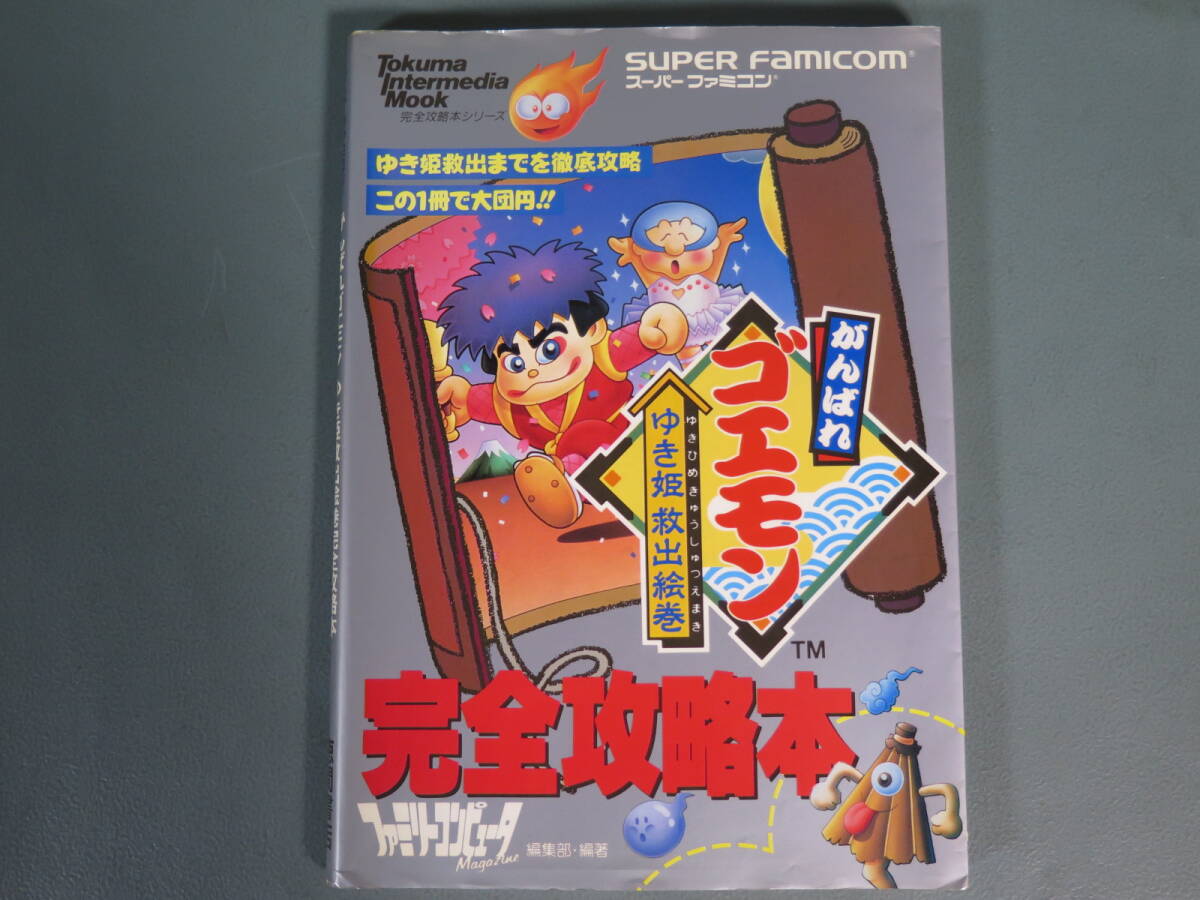 Tokuma
Intermedia
Mook
完全攻略本シリーズ
SUPER FAMICOM®
スーパーファミコン®
ゆき姫救出までを徹底攻略
この1冊で大団円!!
がんばれ
ゴエモン
ゆきひめきゅうしゅつえまき
ゆき姫救出絵巻
TM
完全攻略本
ファミリーコンピュータ
Magazine
編集部・編著